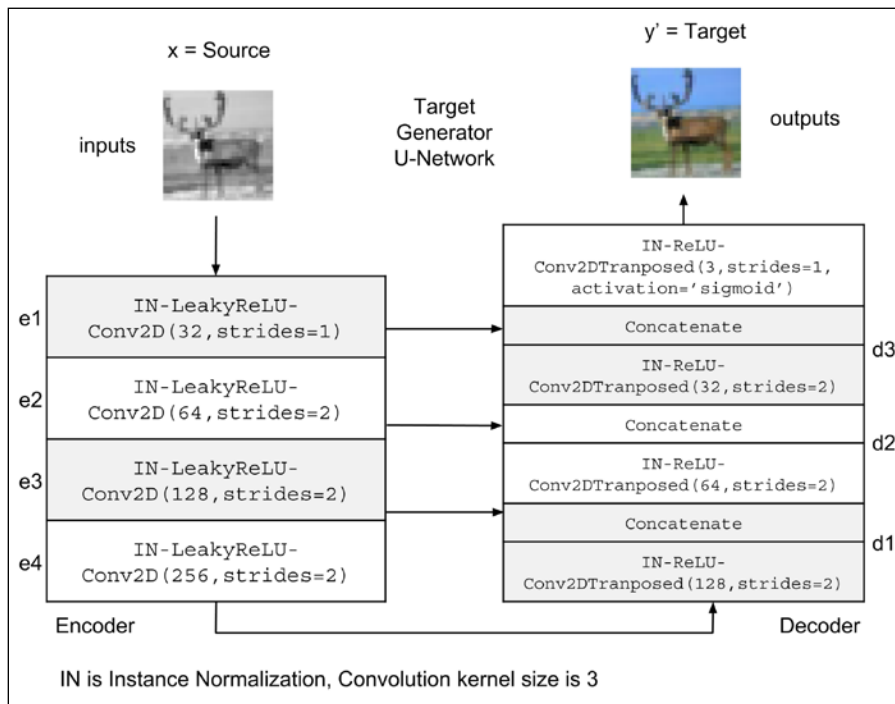 x = Source
y' = Target
inputs
Target
Generator
U-Network
outputs
e1
IN-LeakyReLU-
Conv2D(32,strides=1)
e2
IN-LeakyReLU-
Conv2D(64,strides=2)
e3
IN-LeakyReLU-
Conv2D(128,strides=2)
e4
IN-LeakyReLU-
Conv2D(256,strides=2)
Encoder
IN-ReLU-
Conv2DTranposed(3,strides=1,
activation=’sigmoid’)
Concatenate
d3
IN-ReLU-
Conv2DTranposed(32,strides=2)
Concatenate
d2
IN-ReLU-
Conv2DTranposed(64,strides=2)
Concatenate
d1
IN-ReLU-
Conv2DTranposed(128,strides=2)
Decoder
IN is Instance Normalization, Convolution kernel size is 3